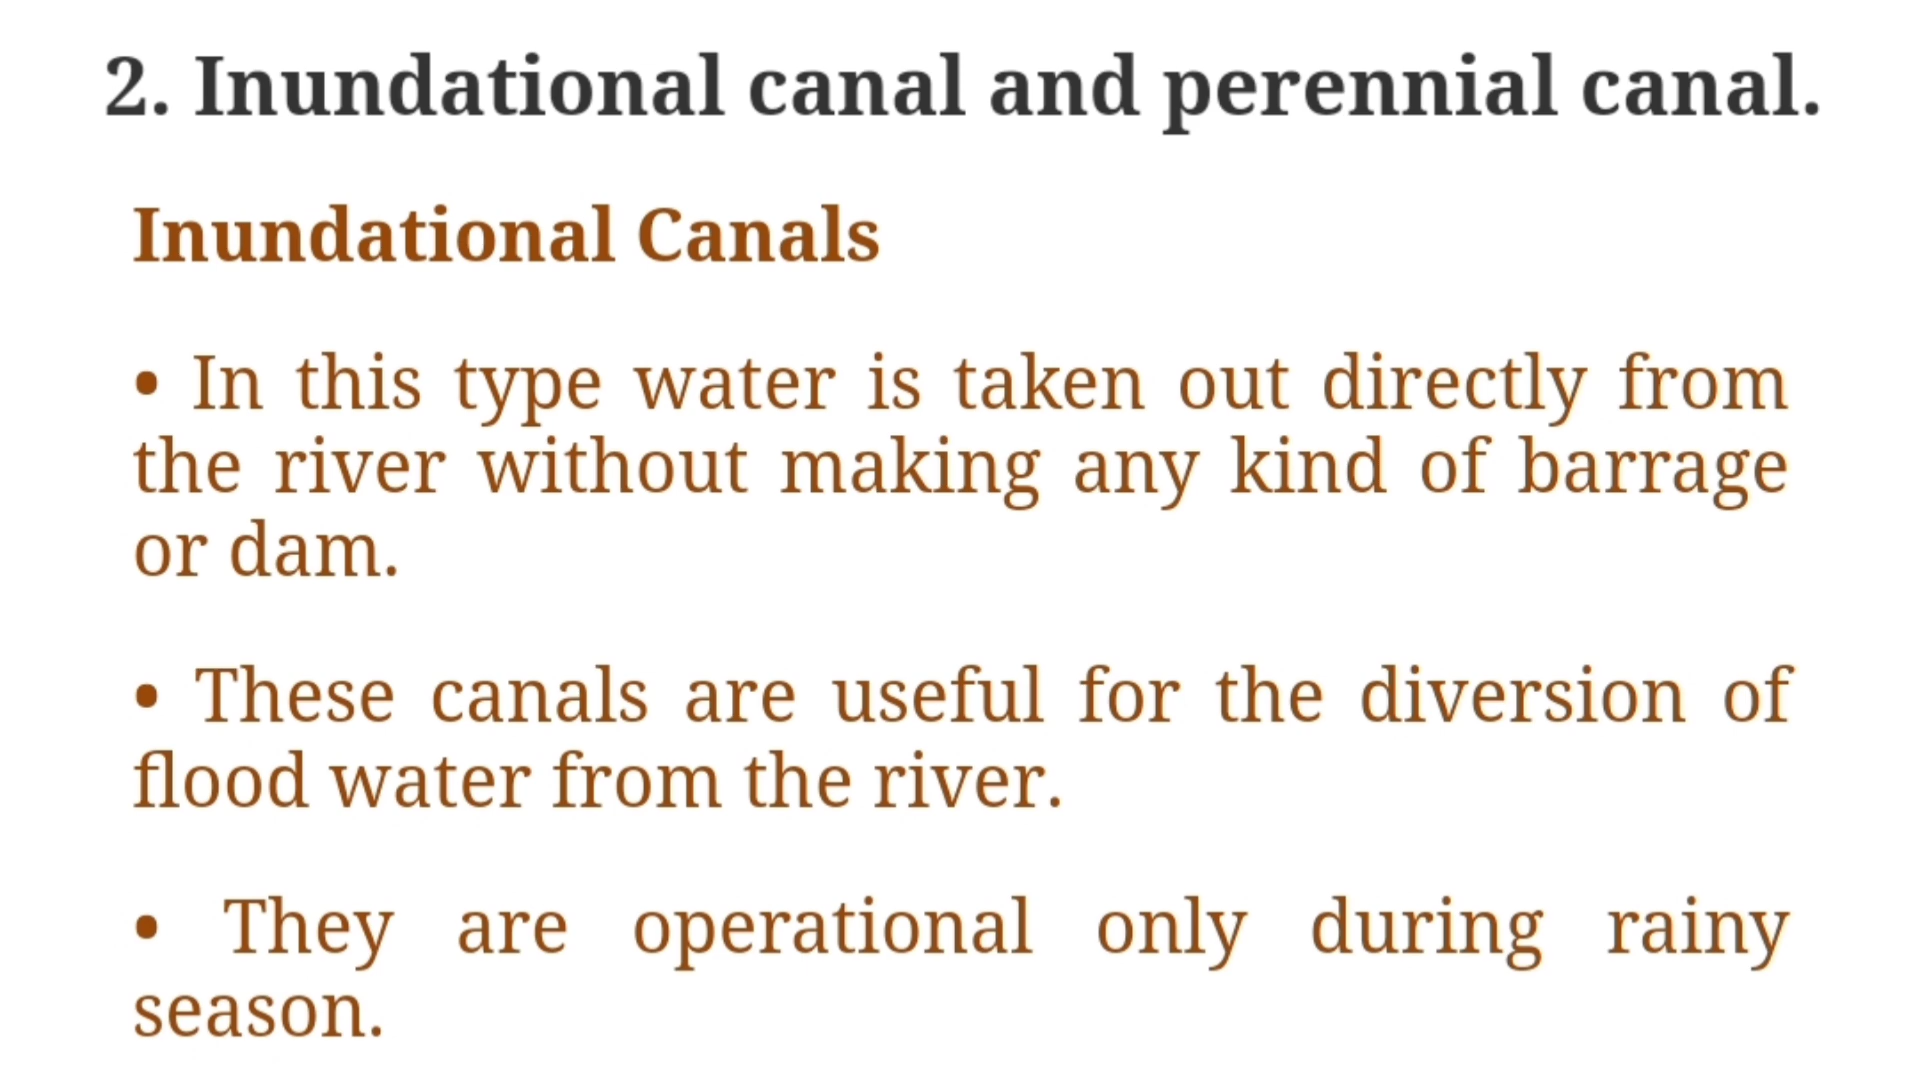 2. Inundational canal and perennial canal.
Inundational Canals
• In this type water is taken out directly from
the river without making any kind of barrage
or dam.
• These canals are useful for the diversion of
flood water from the river.
• They are operational only during rainy
season.